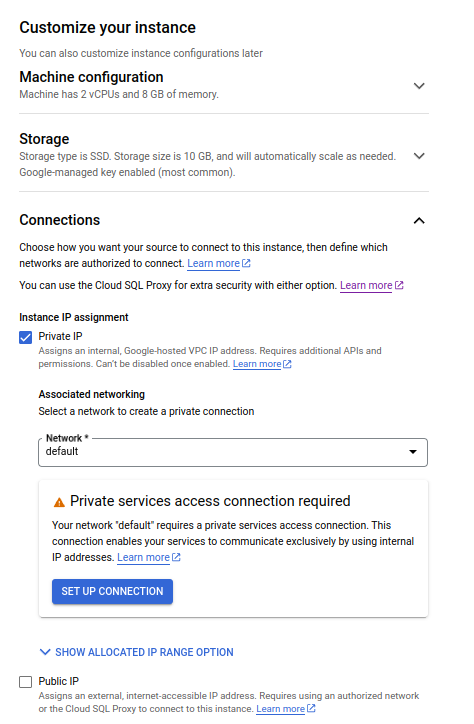 Customize your instance
You can also customize instance configurations later
Machine configuration
Machine has 2 vCPUs and 8 GB of memory.
Storage
Storage type is SSD. Storage size is 10 GB, and will automatically scale as needed.
Google-managed key enabled (most common).
Connections
Choose how you want your source to connect to this instance, then define which
networks are authorized to connect. Learn more
You can use the Cloud SQL Proxy for extra security with either option. Learn more
Instance IP assignment
Private IP
Assigns an internal, Google-hosted VPC IP address. Requires additional APIs and
permissions. Can't be disabled once enabled. Learn more
Associated networking
Select a network to create a private connection
Network *
default
Private services access connection required
Your network "default" requires a private services access connection. This
connection enables your services to communicate exclusively by using internal
IP addresses. Learn more
SET UP CONNECTION
SHOW ALLOCATED IP RANGE OPTION
Public IP
Assigns an external, internet-accessible IP address. Requires using an authorized network
or the Cloud SQL Proxy to connect to this instance. Learn more